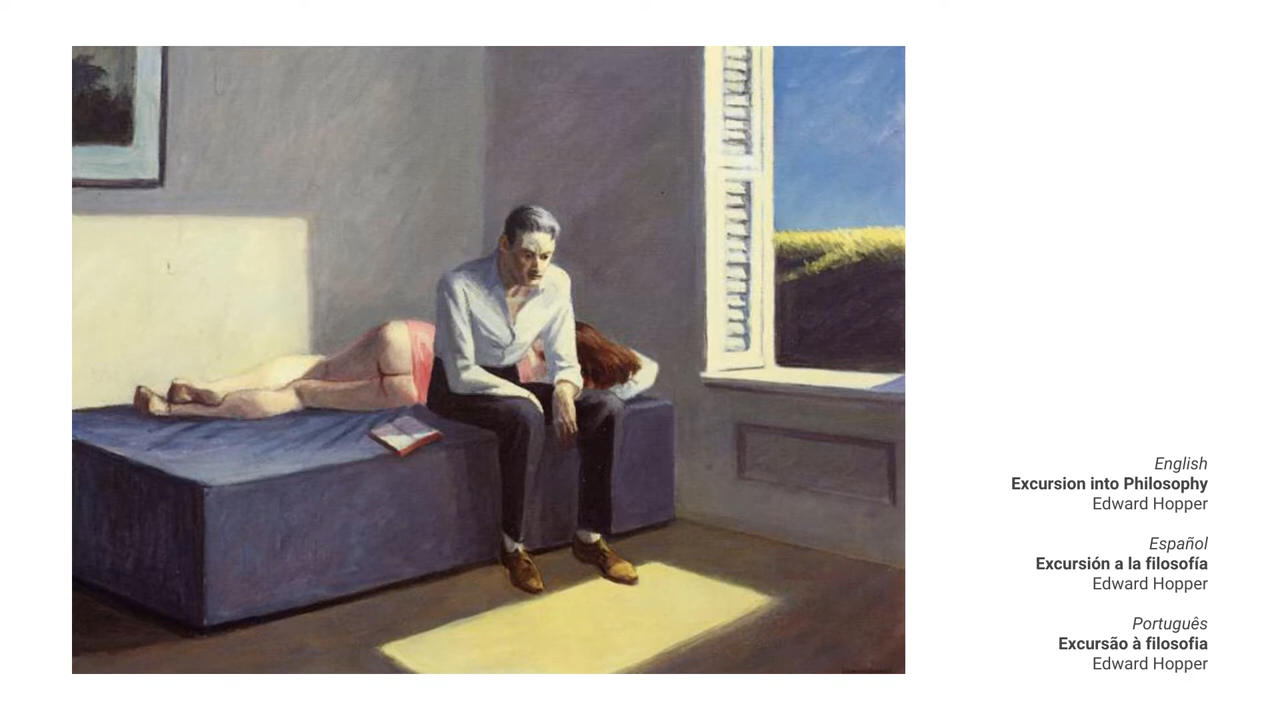 English
Excursion into Philosophy
Edward Hopper
Español
Excursión a la filosofía
Edward Hopper
Português
Excursão à filosofia
Edward Hopper